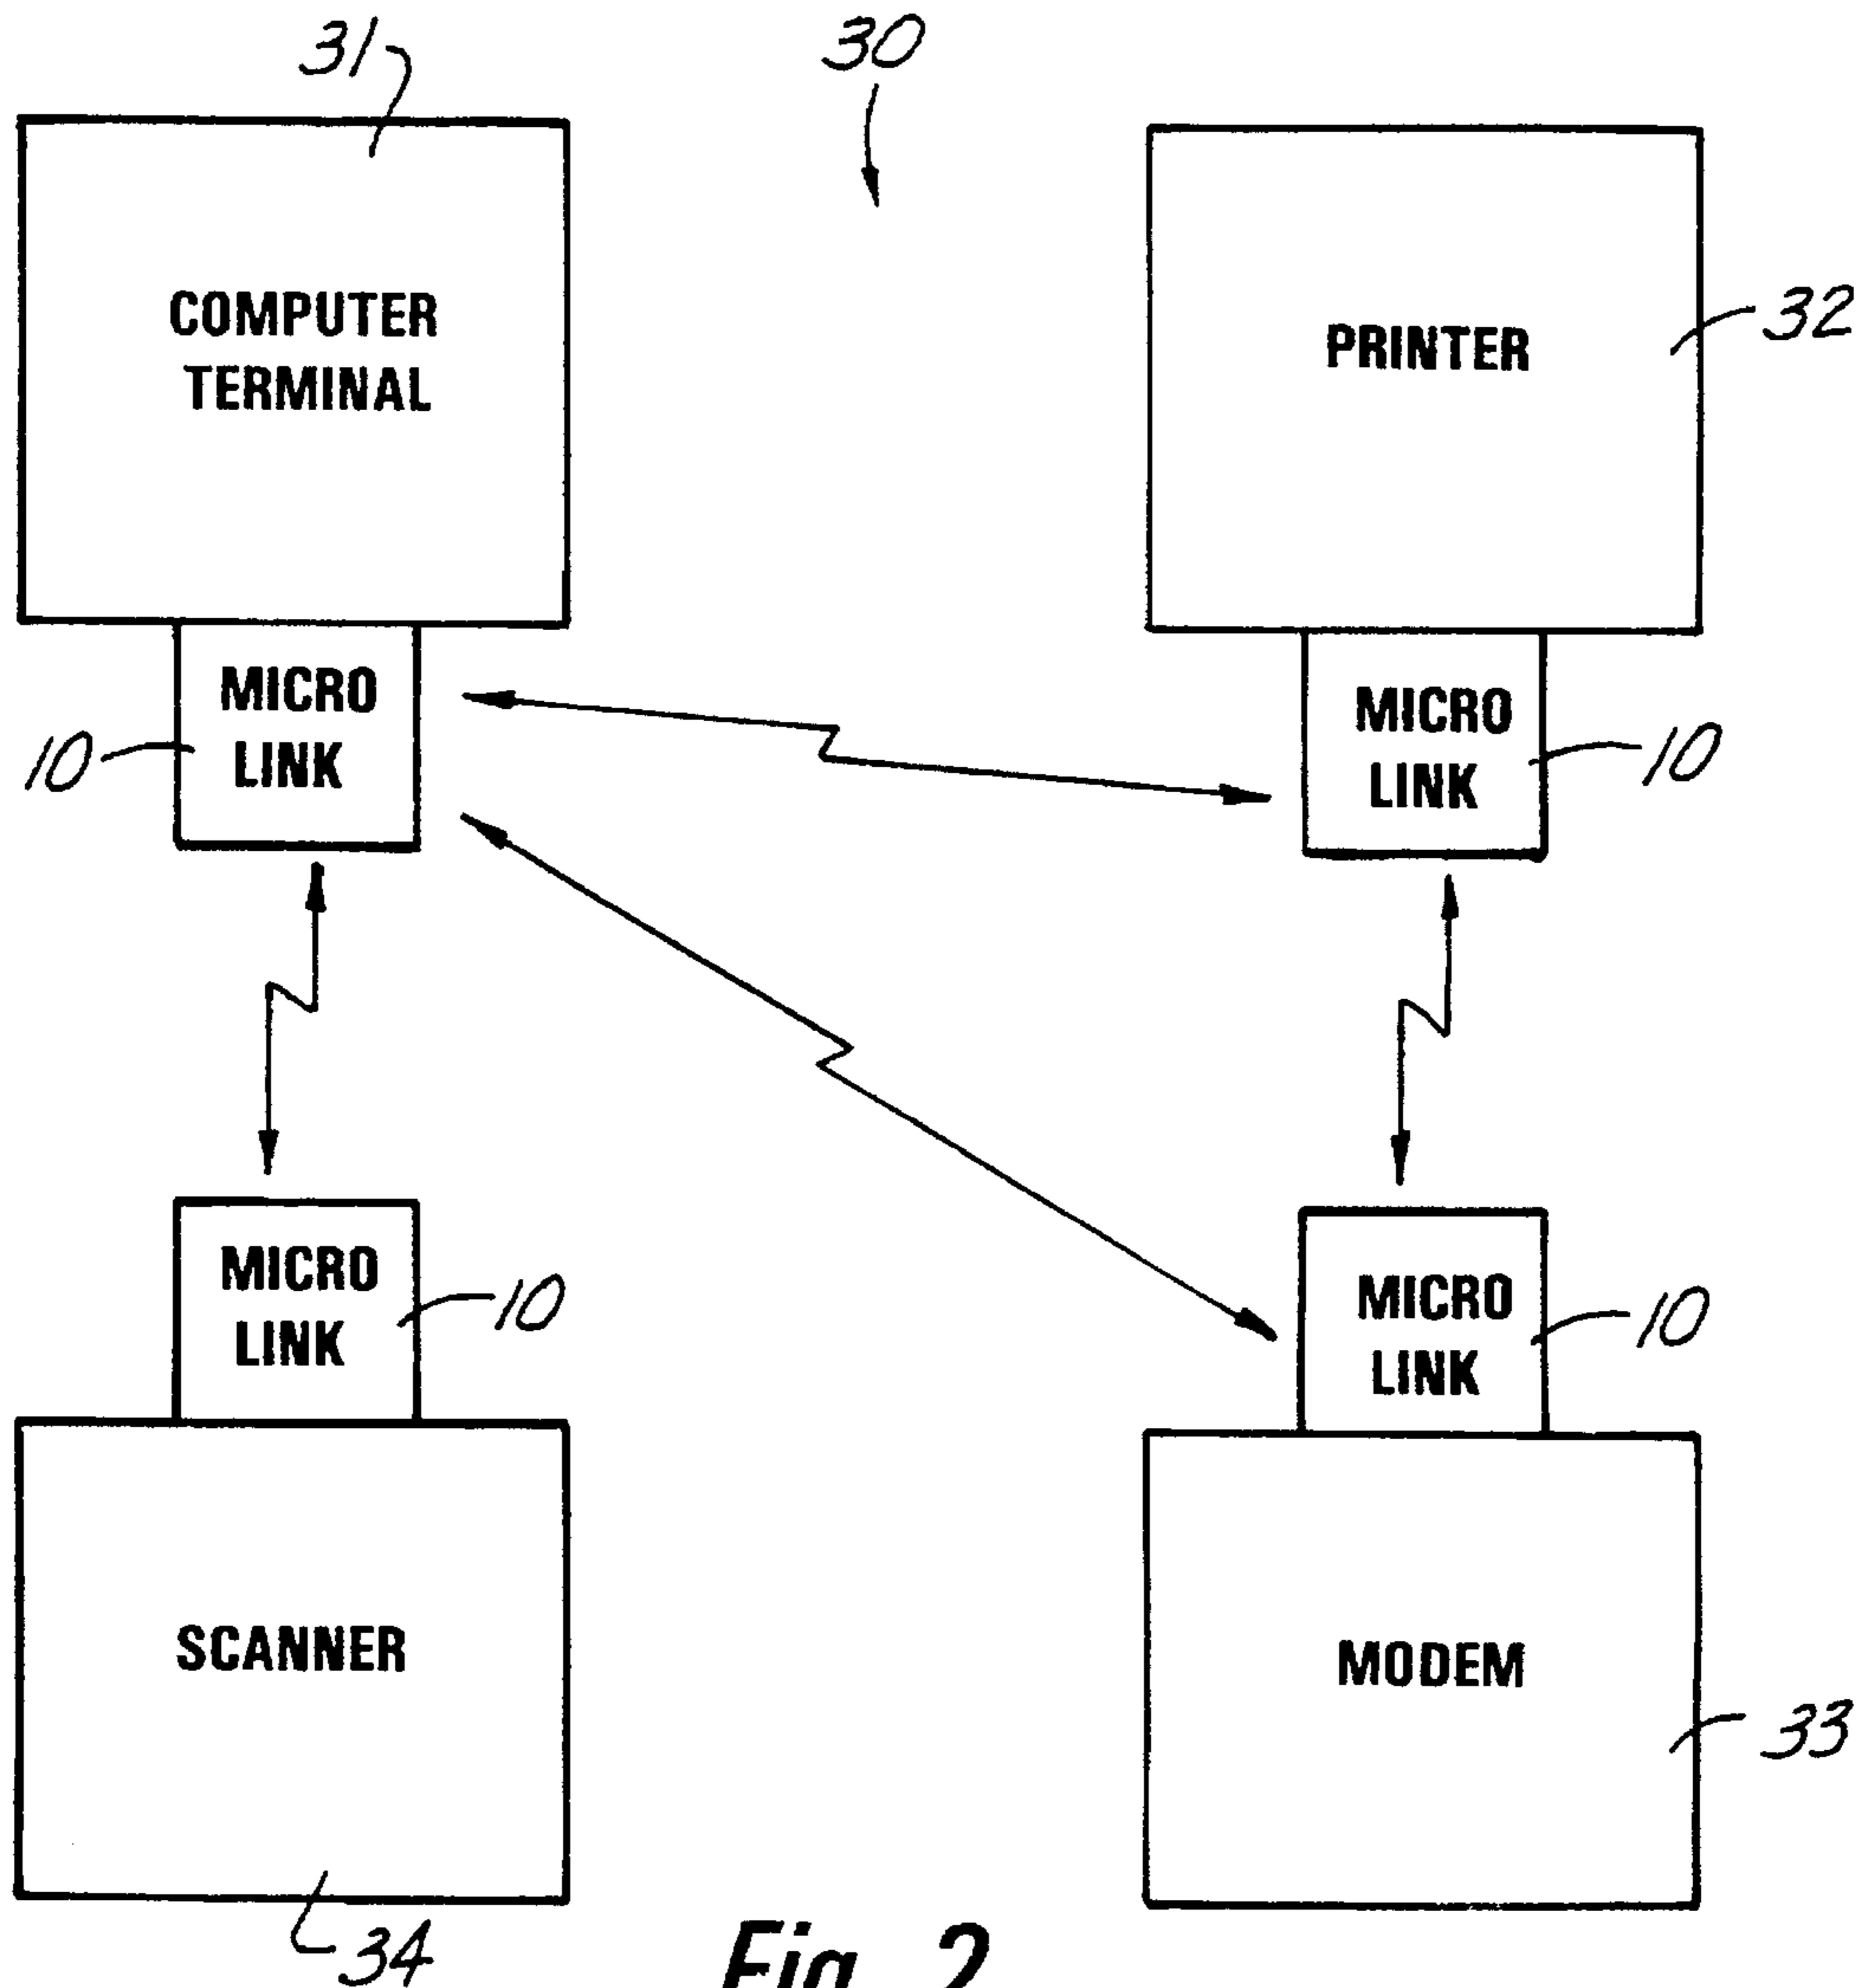 31
30
COMPUTER
TERMINAL
PRINTER
32
MICRO
LINK
10
MICRO
LINK
10
MICRO
LINK
10
MICRO
LINK
10
SCANNER
MODEM
33
34
Fig. 2